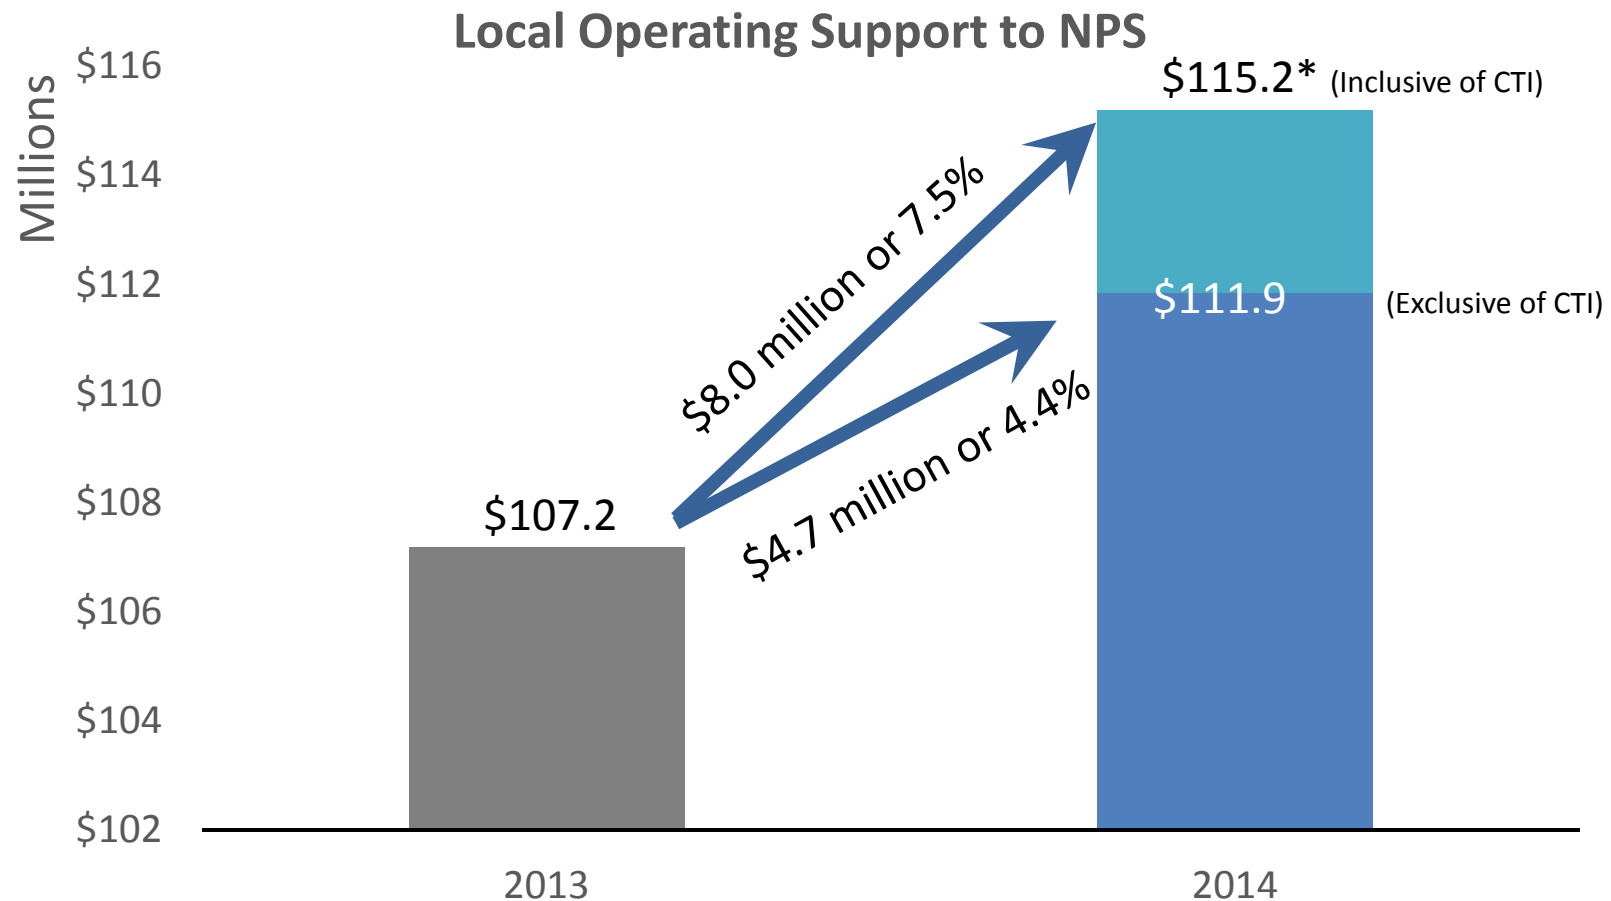 Local Operating Support to NPS
Millions
$116
$114
$112
$110
$108
$106
$104
$102
$107.2
$8.0 million or 7.5%
$4.7 million or 4.4%
$115.2* (Inclusive of CTI)
$111.9 (Exclusive of CTI)
2013
2014